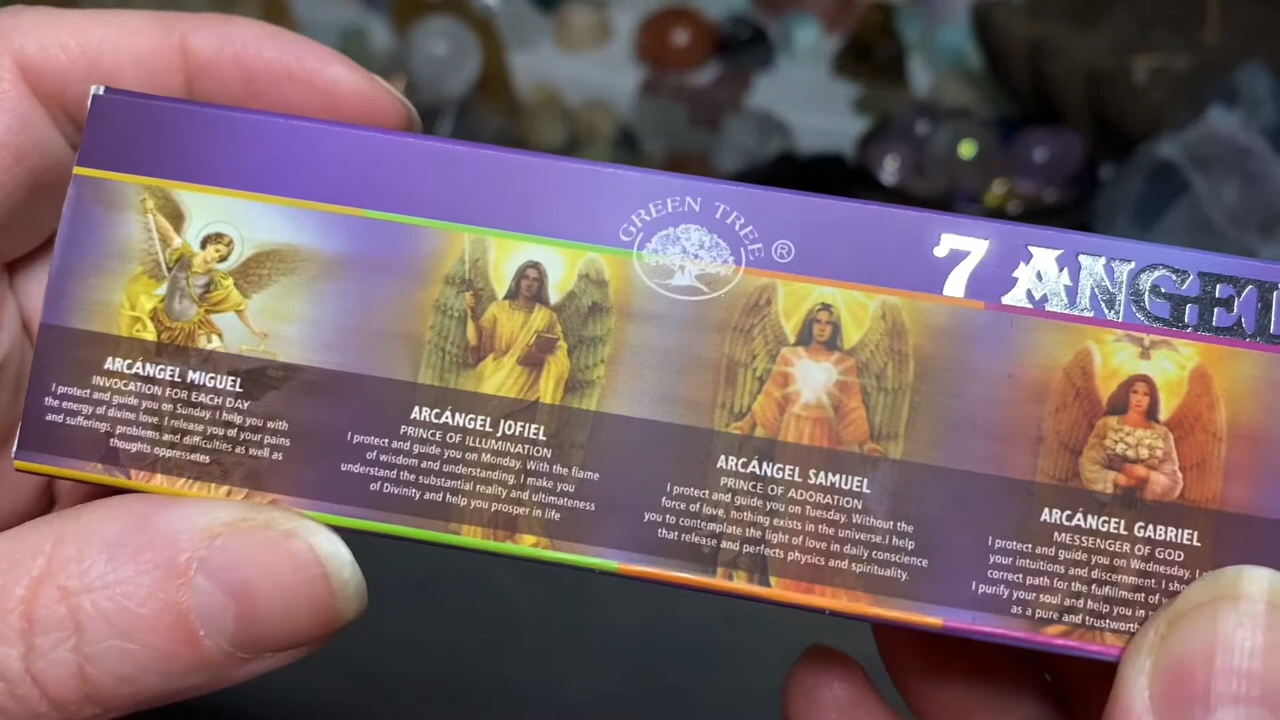 GREEN TREE ®
7 ANGEL
ARCÁNGEL MIGUEL
INVOCATION FOR EACH DAY
I protect and guide you on Sunday. I help you with
the energy of divine love. I release you of your pains
and sufferings, problems and difficulties as well as
thoughts oppressetes
ARCÁNGEL JOFIEL
PRINCE OF ILLUMINATION
I protect and guide you on Monday. With the flame
of wisdom and understanding, I make you
understand the substantial reality and ultimateness
of Divinity and help you prosper in life
ARCÁNGEL SAMUEL
PRINCE OF ADORATION
I protect and guide you on Tuesday. Without the
force of love, nothing exists in the universe.I help
you to contemplate the light of love in daily conscience
that release and perfects physics and spirituality.
ARCÁNGEL GABRIEL
MESSENGER OF GOD
I protect and guide you on Wednesday. I
your intuitions and discernment. I
correct path for the fulfillment of
I purify your soul and help you in
as a pure and